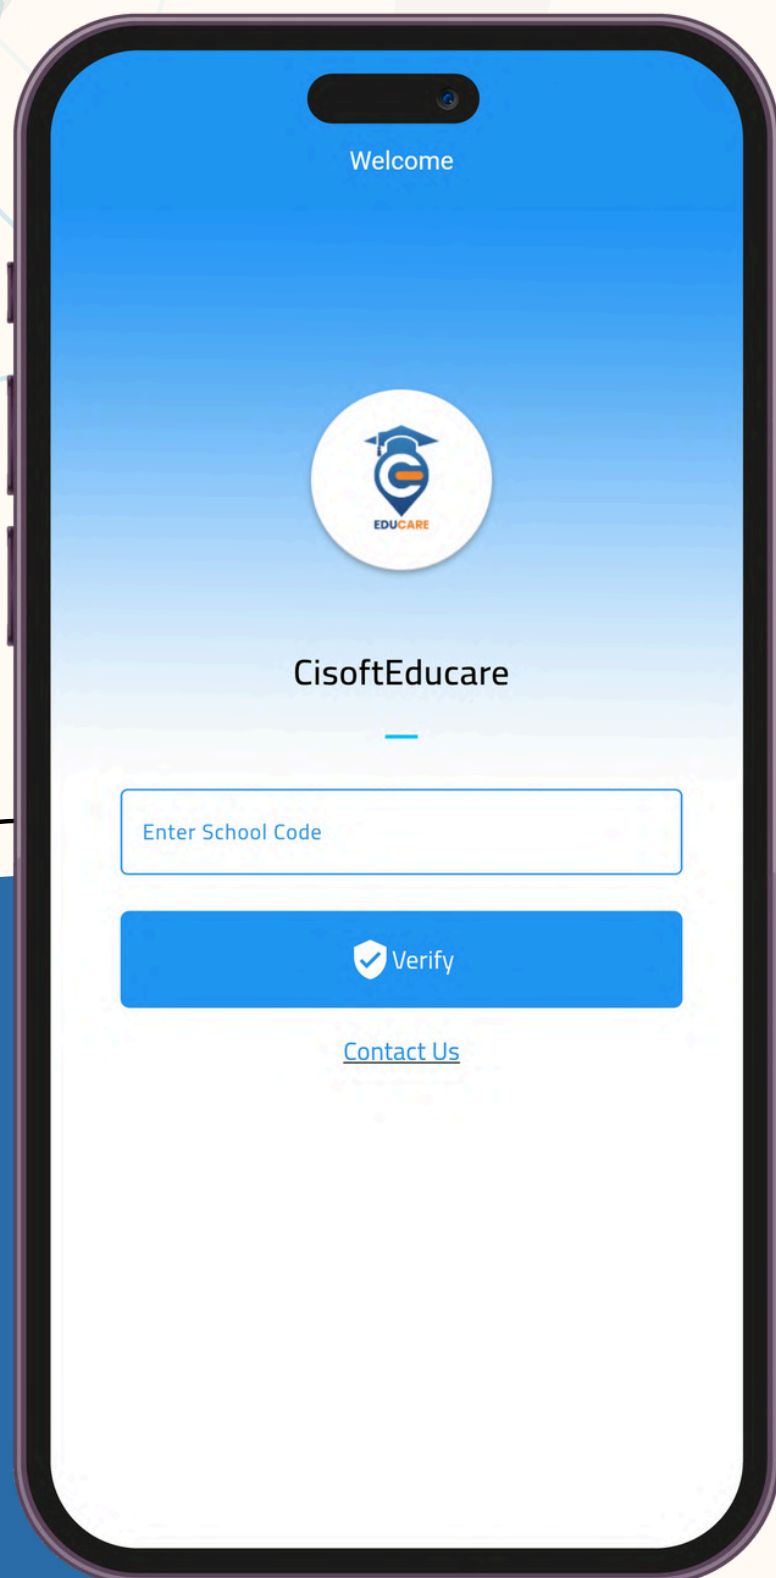 Welcome
EDUCARE
CisoftEducare
Enter School Code
Verify
Contact Us